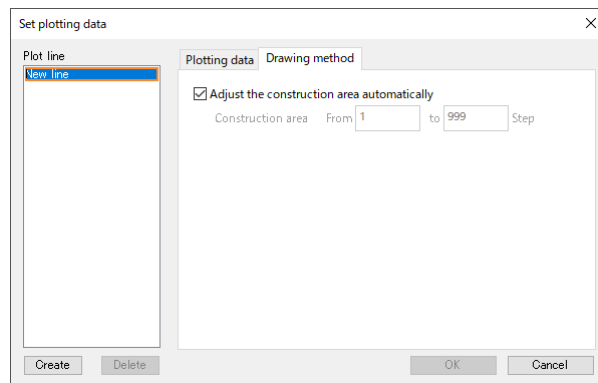 Set plotting data
Plot line
New line
Plotting data
Drawing method
Adjust the construction area automatically
Construction area From 1 to 999 Step
Create
Delete
OK
Cancel